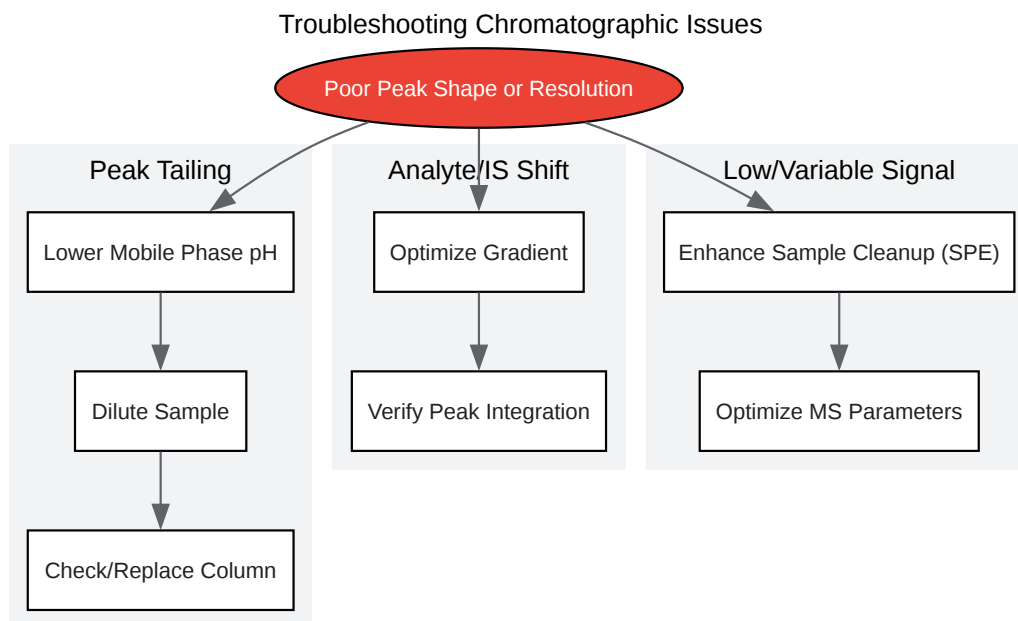 Troubleshooting Chromatographic Issues
Poor Peak Shape or Resolution
Peak Tailing
Lower Mobile Phase pH
Dilute Sample
Check/Replace Column
Analyte/IS Shift
Optimize Gradient
Verify Peak Integration
Low/Variable Signal
Enhance Sample Cleanup (SPE)
Optimize MS Parameters